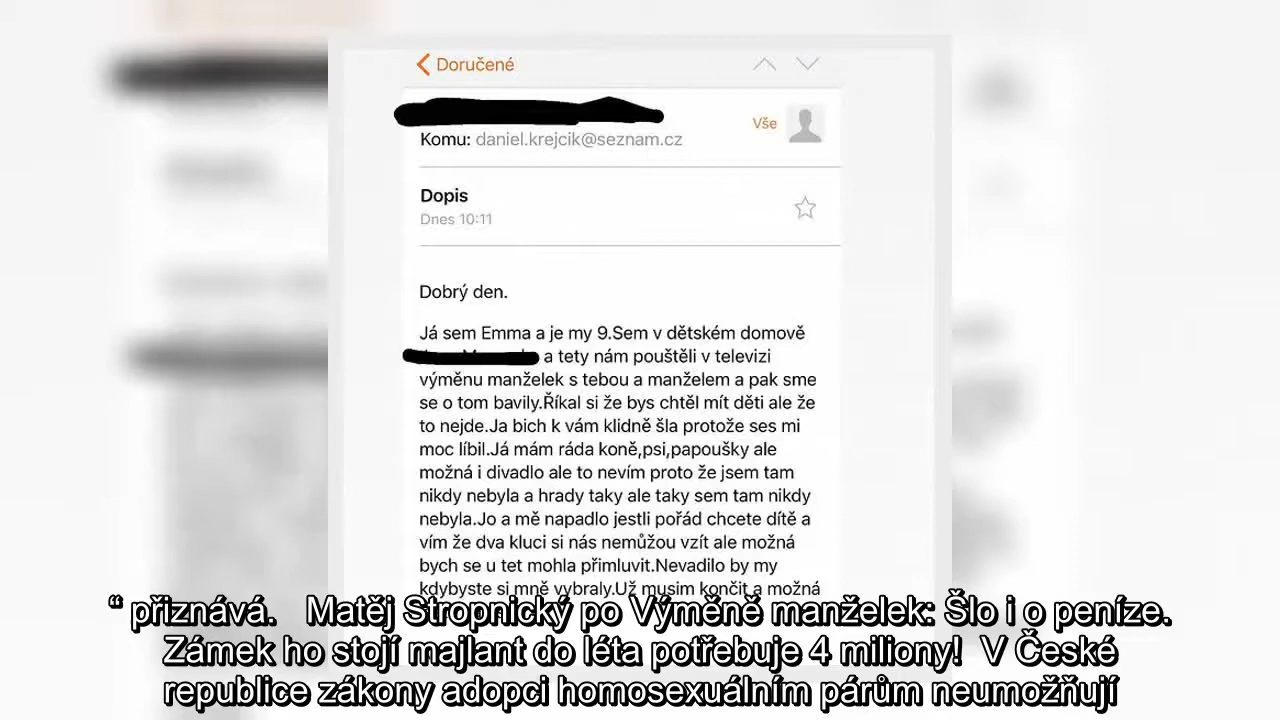 Doručené
Vše
Komu: daniel.krejcik@seznam.cz
Dopis
Dnes 10:11
Dobrý den.
Já sem Emma a je my 9.Sem v dětském domově
a tety nám pouštěli v televizi
výměnu manželek s tebou a manželem a pak sme
se o tom bavily.Říkal si že bys chtěl mít děti ale že
to nejde.Ja bich k vám klidně šla protože ses mi
moc líbil.Já mám ráda koně,psi,papoušky ale
možná i divadlo ale to nevím proto že jsem tam
nikdy nebyla a hrady taky ale taky sem tam nikdy
nebyla.Jo a mě napadlo jestli pořád chcete dítě a
vím že dva kluci si nás nemůžou vzít ale možná
bych se u tet mohla přimluvit.Nevadilo by my
kdybyste si mně vybraly.Už musim končit a možná
“ přiznává.   Matěj Stropnický po Výměně manželek: Šlo i o peníze.
Zámek ho stojí majlant do léta potřebuje 4 miliony!  V České
republice zákony adopci homosexuálním párům neumožňují